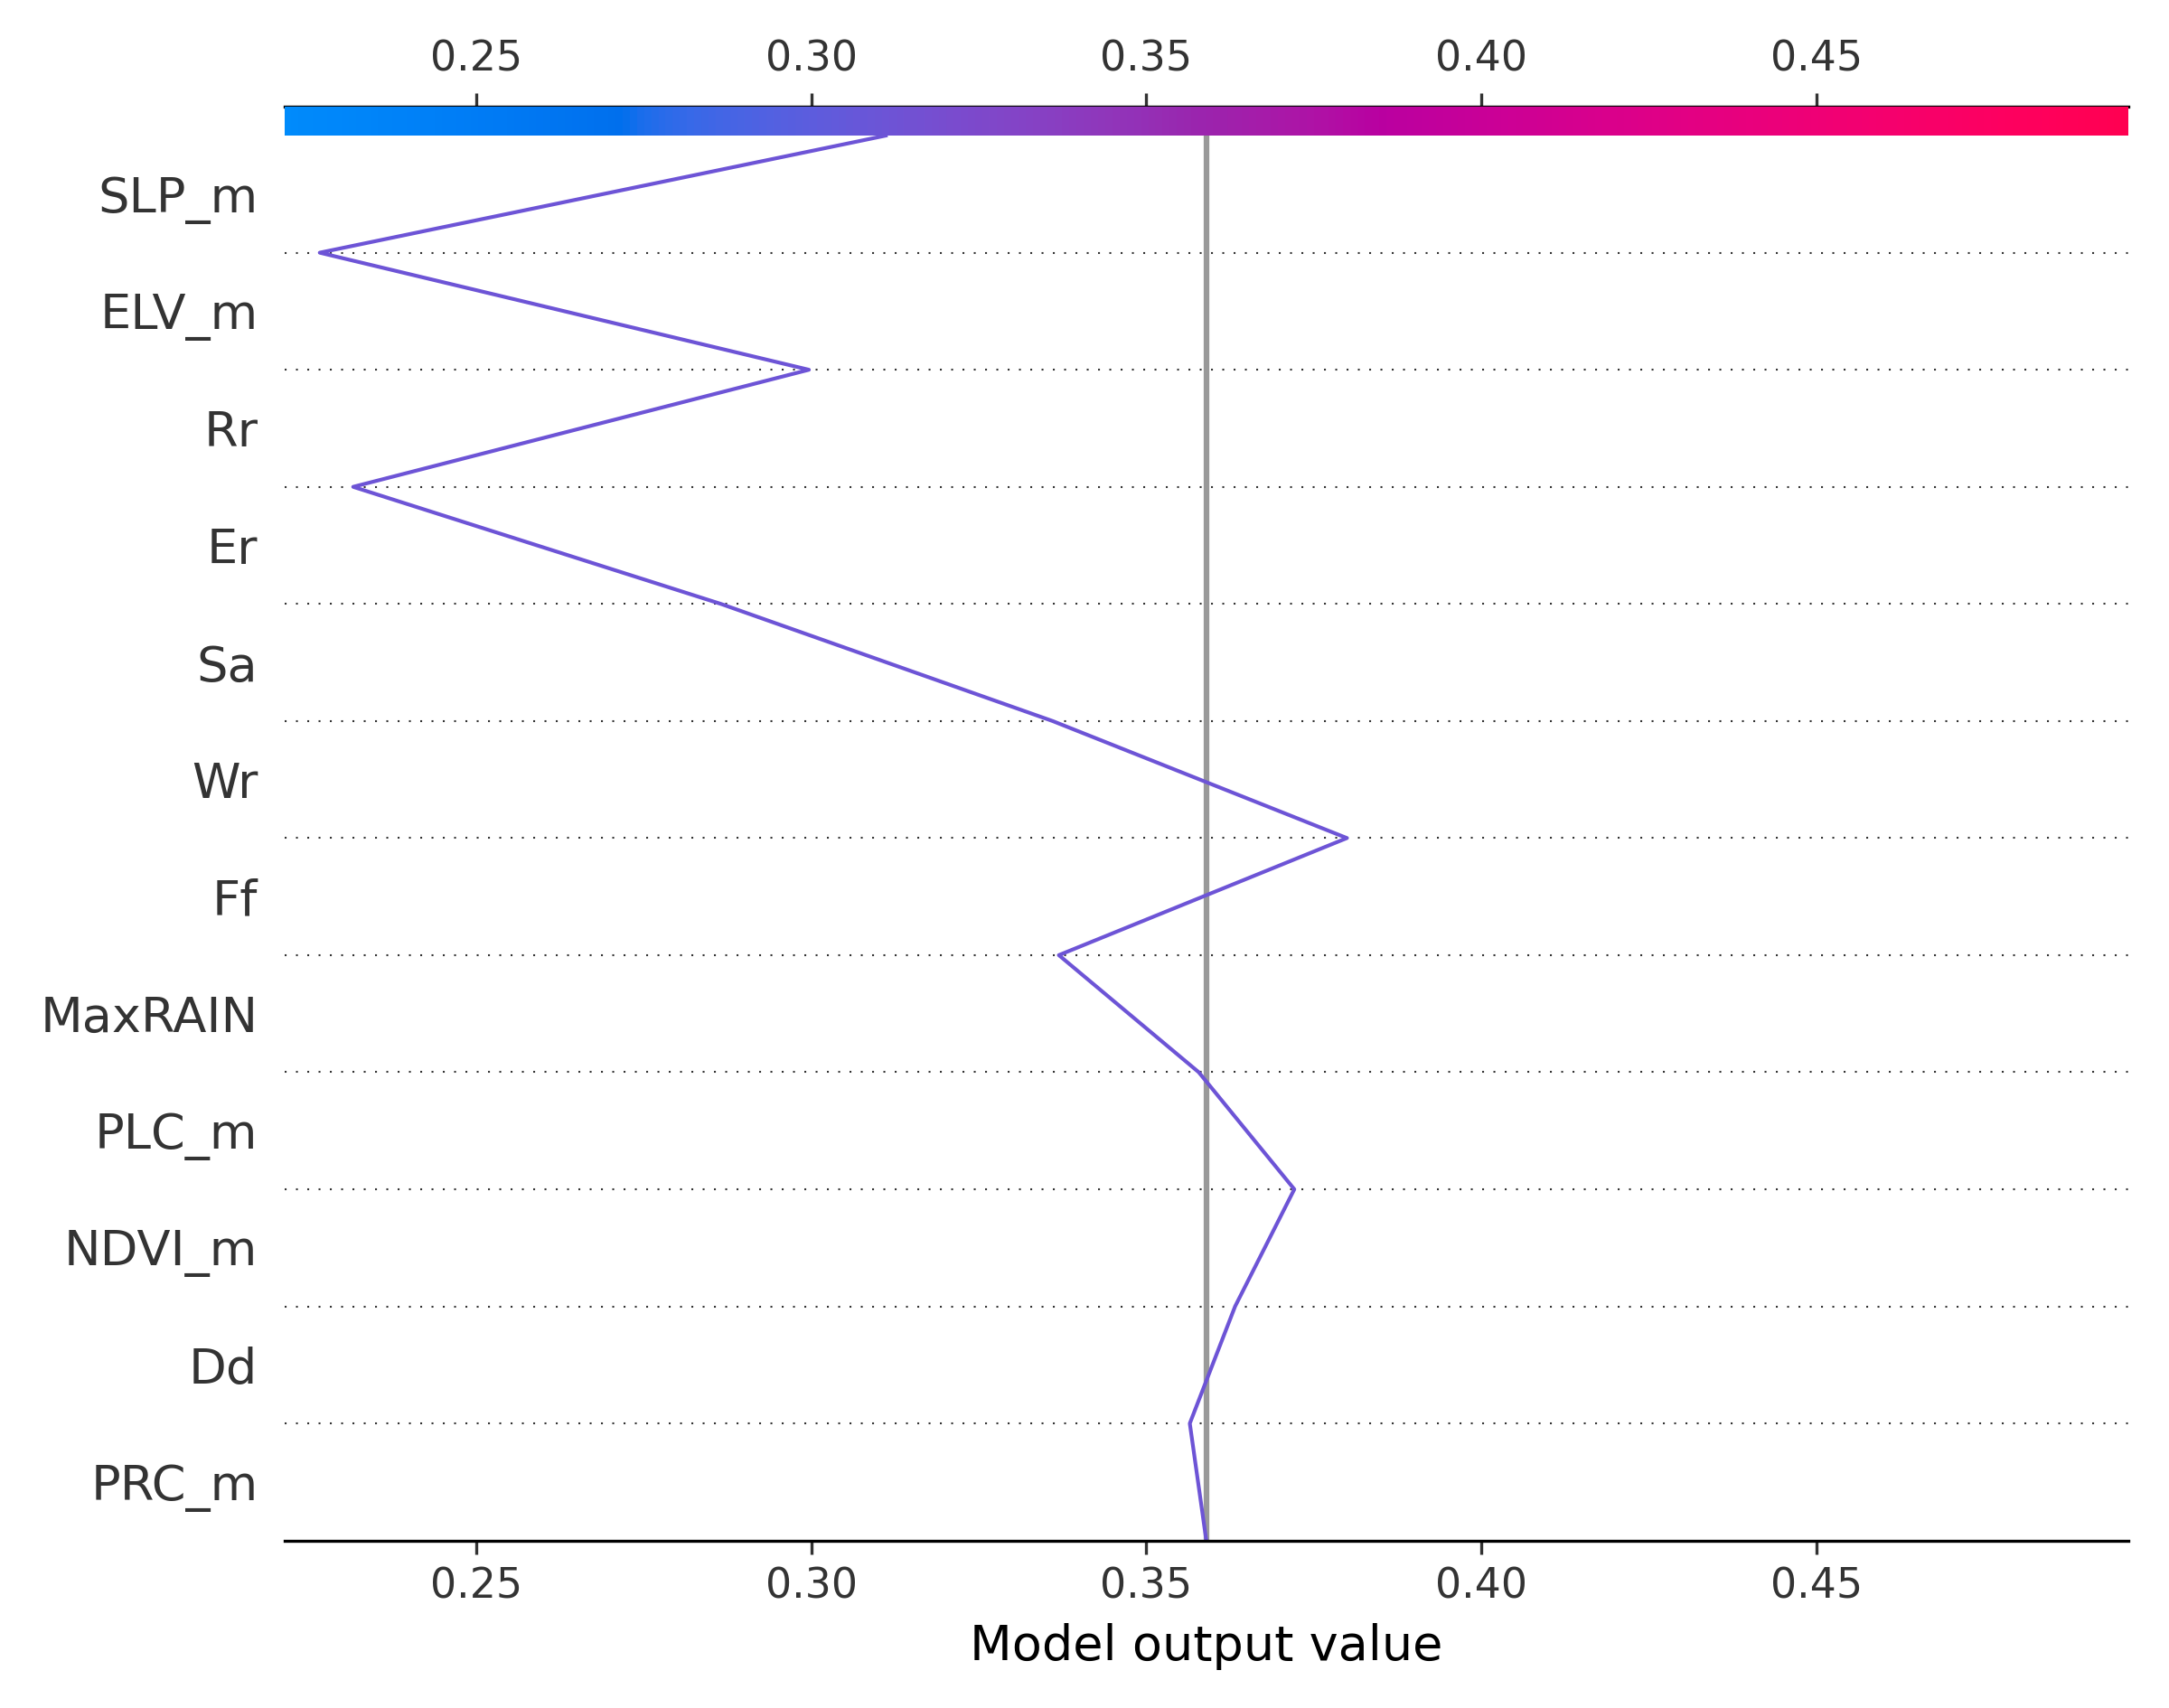 0.25 0.30 0.35 0.40 0.45
SLP_m
ELV_m
Rr
Er
Sa
Wr
Ff
MaxRAIN
PLC_m
NDVI_m
Dd
PRC_m
0.25 0.30 0.35 0.40 0.45
Model output value